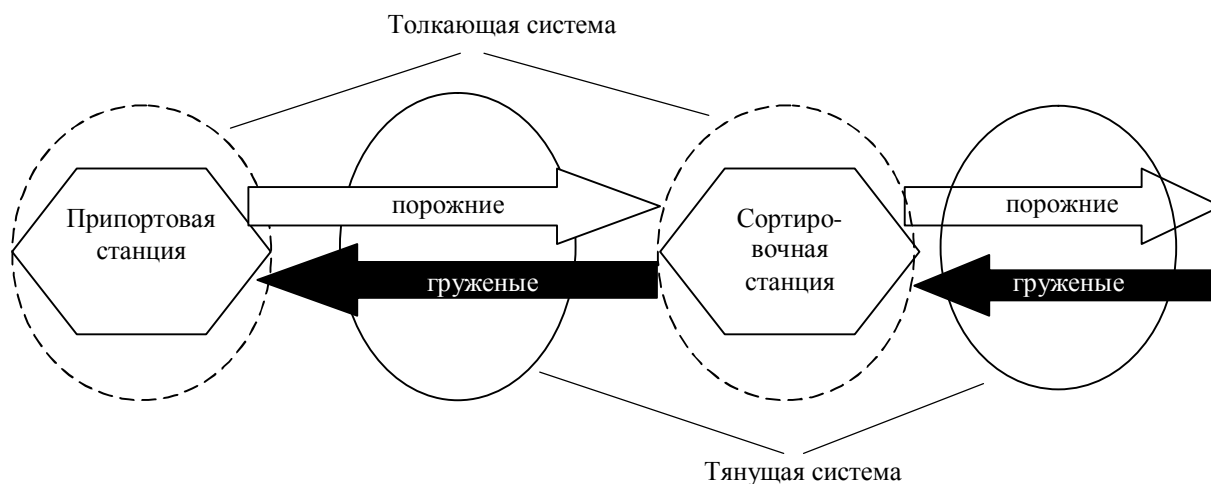 Толкающая система
Припортовая
станция
порожние
груженые
Сортиро-
вочная
станция
порожние
груженые
Тянущая система